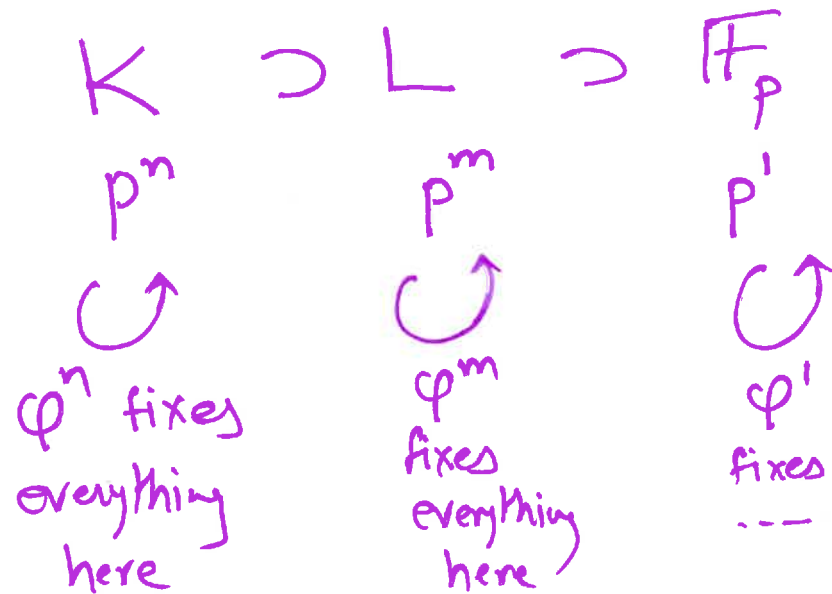 K ⊃ L ⊃ 𝔽ₚ
pⁿ pᵐ p¹
φⁿ fixes everything here
φᵐ fixes everything here
φ¹ fixes ---